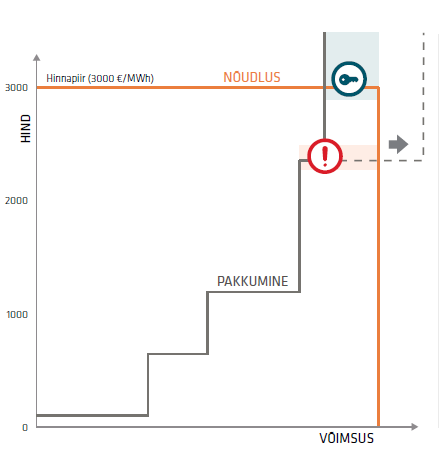 Hinnapiir (3000 €/MWh)
NÕUDLUS
3000
HIND
2000
PAKKUMINE
1000
0
VÕIMSUS